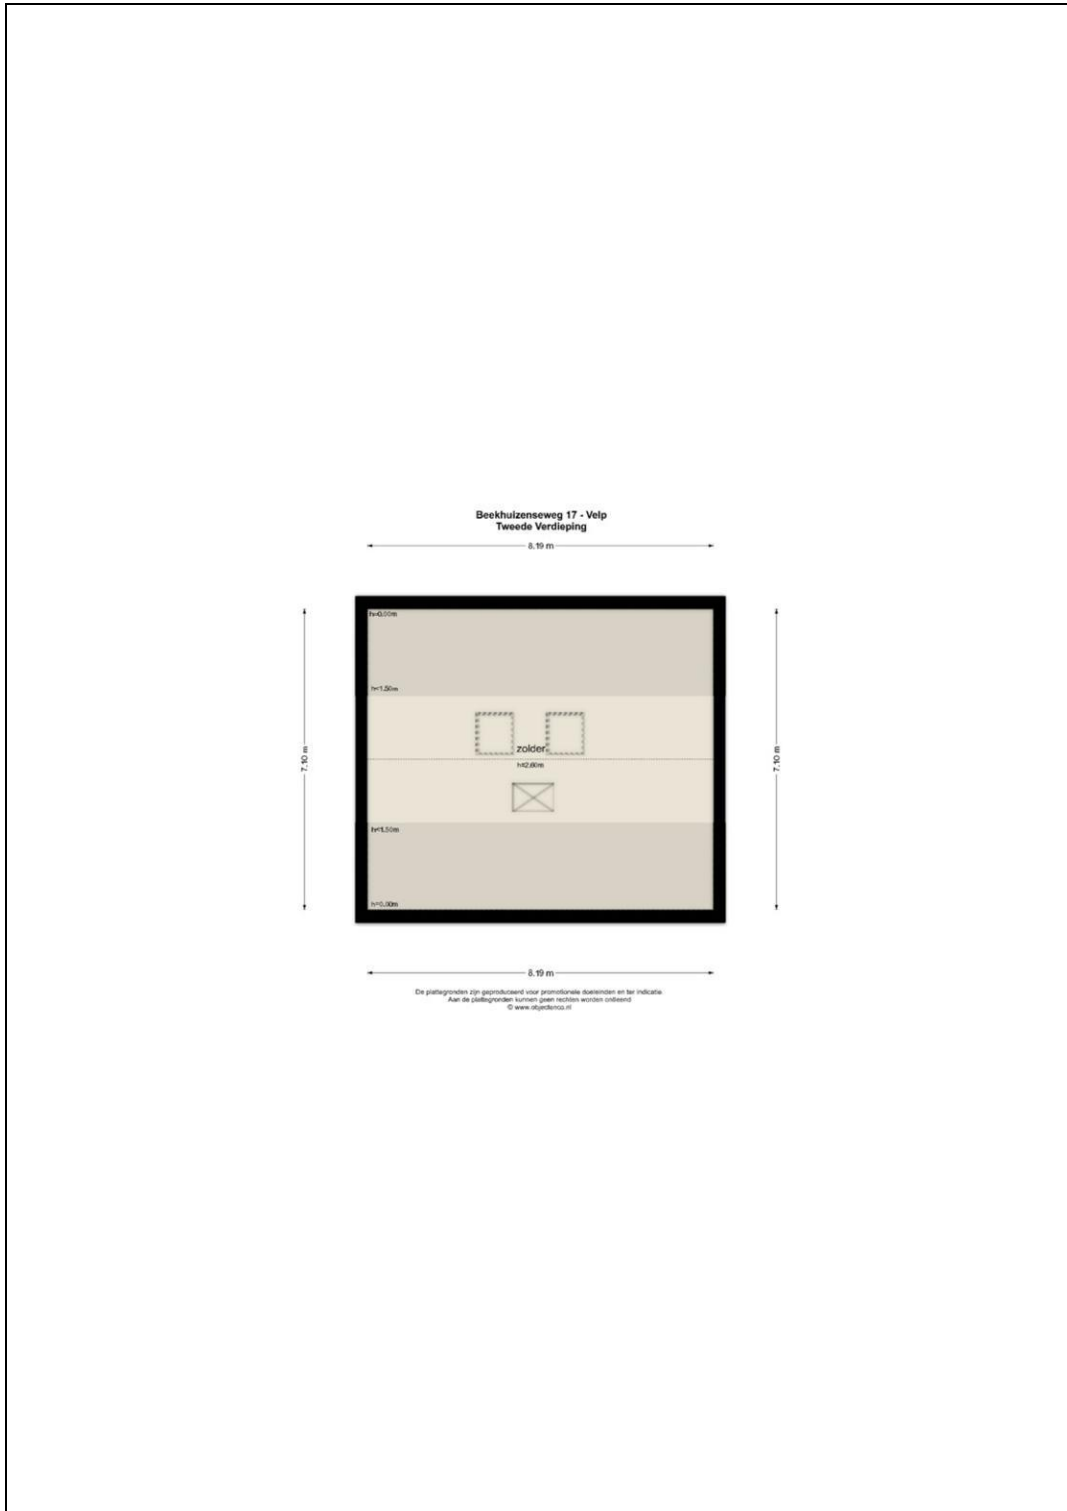 Beekhuizenseweg 17 - Velp
Tweede Verdieping
8.19 m
h=0.00m
h<1.50m
7.10 m
7.10 m
zolder
h=2.60m
h<1.50m
h=0.00m
8.19 m
De plattegronden zijn geproduceerd voor promotionele doeleinden en ter indicatie.
Aan de plattegronden kunnen geen rechten worden ontleend
© www.objectenco.nl